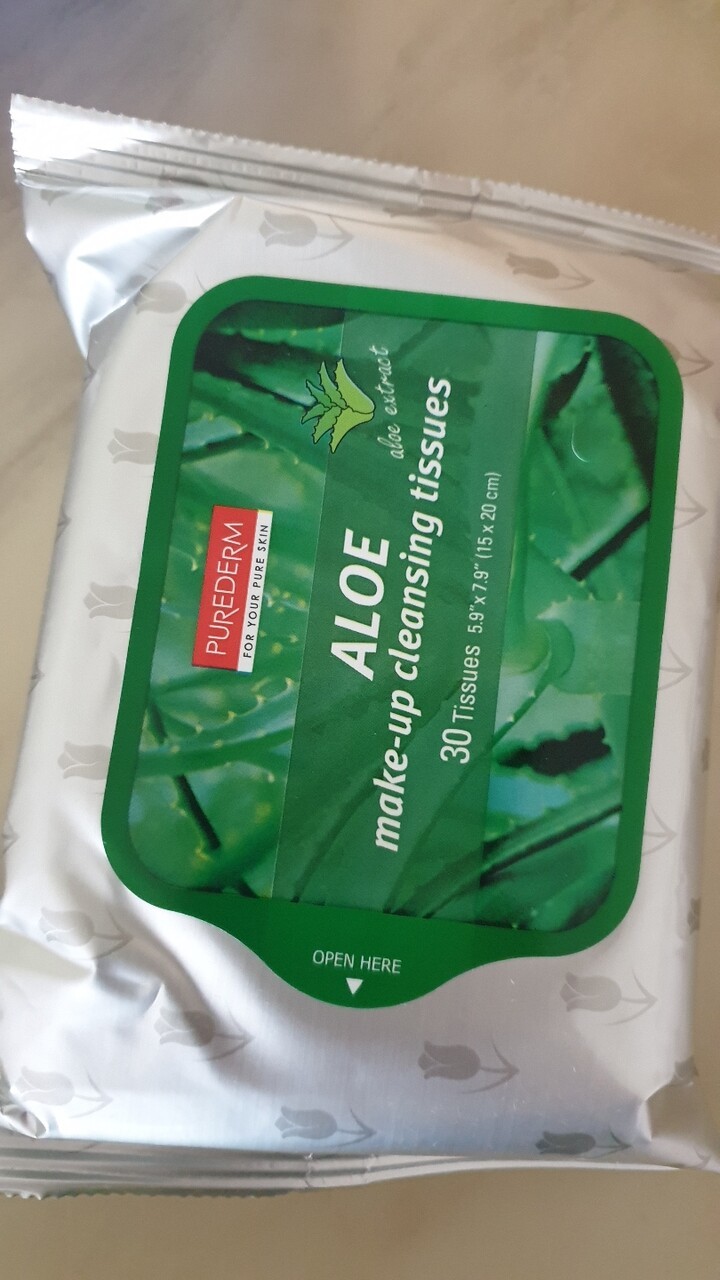 PUREDERM
FOR YOUR PURE SKIN
aloe extract
ALOE
make-up cleansing tissues
30 Tissues 5.9"x 7.9" (15 x 20 cm)
OPEN HERE